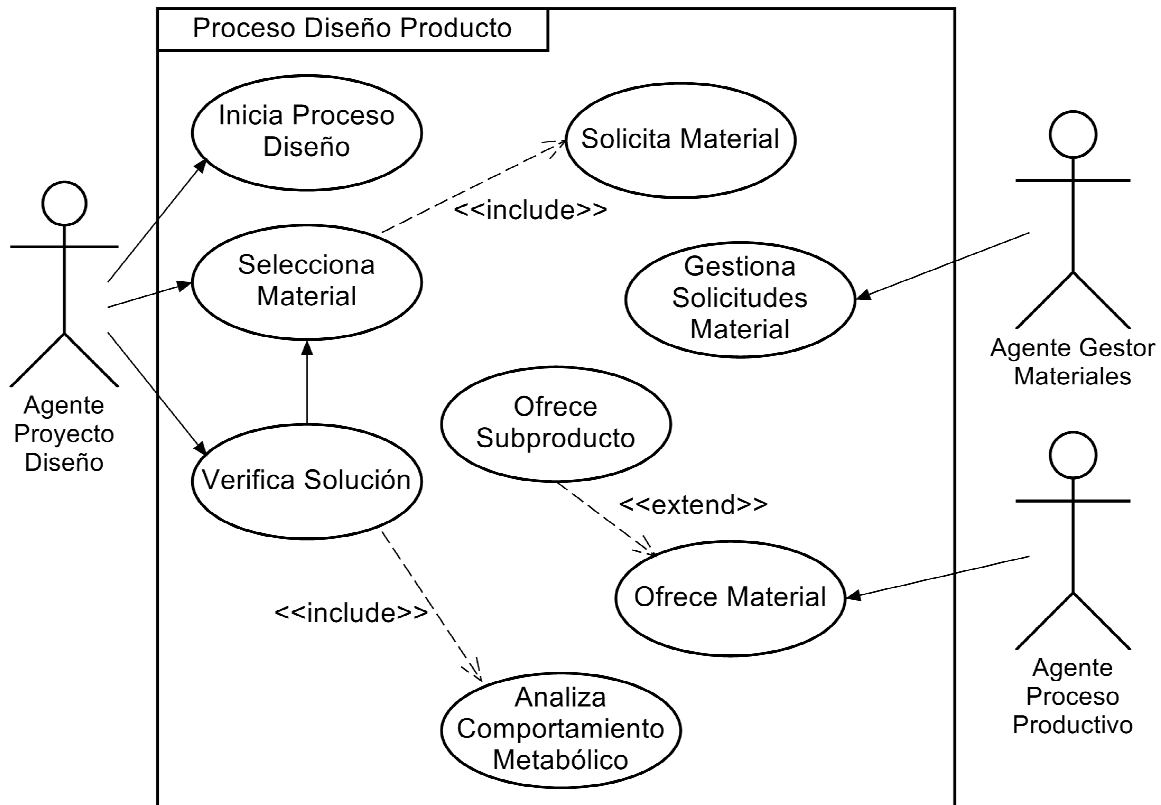 Proceso Diseño Producto
Inicia Proceso
Diseño
Solicita Material
<<include>>
Selecciona
Material
Gestiona
Solicitudes
Material
Agente Gestor
Materiales
Agente
Proyecto
Diseño
Ofrece
Subproducto
Verifica Solución
<<extend>>
Ofrece Material
<<include>>
Analiza
Comportamiento
Metabólico
Agente
Proceso
Productivo